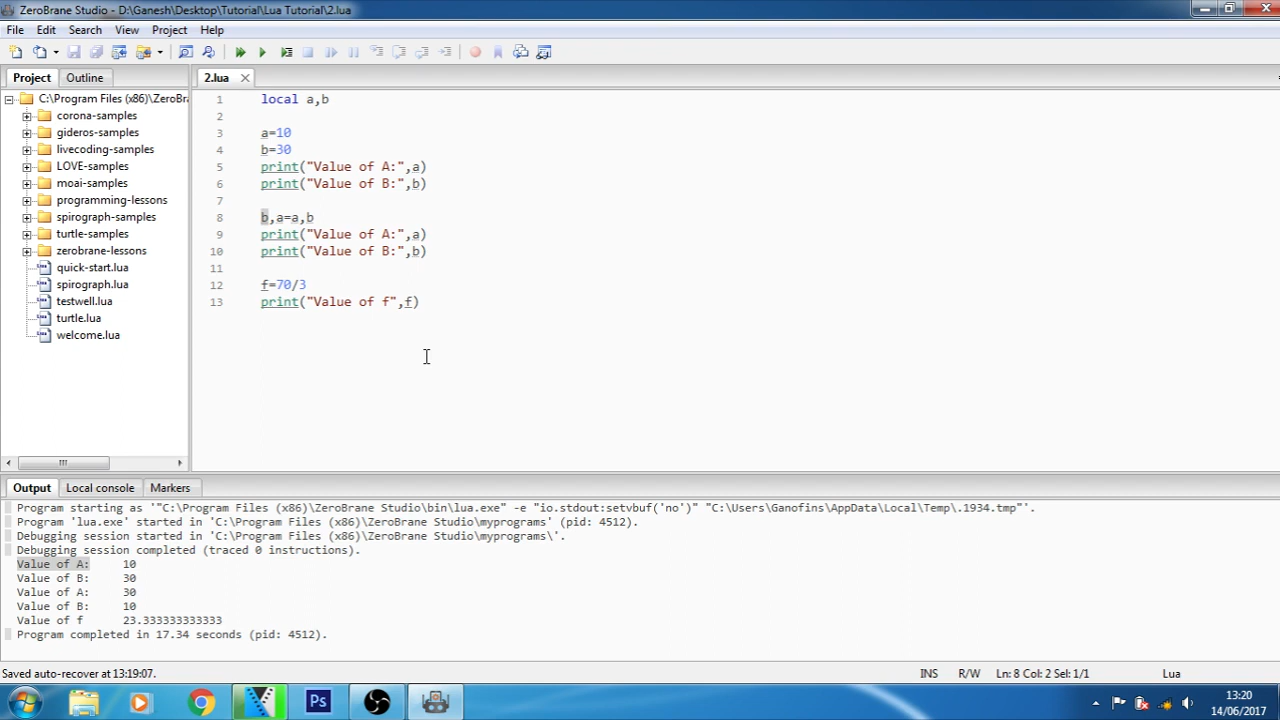 ZeroBrane Studio - D:\Ganesh\Desktop\Tutorial\Lua Tutorial\2.lua
File Edit Search View Project Help
Project Outline
C:\Program Files (x86)\ZeroBra
corona-samples
gideros-samples
livecoding-samples
LOVE-samples
moai-samples
programming-lessons
spirograph-samples
turtle-samples
zerobrane-lessons
quick-start.lua
spirograph.lua
testwell.lua
turtle.lua
welcome.lua
2.lua
1 local a,b
2
3 a=10
4 b=30
5 print("Value of A:",a)
6 print("Value of B:",b)
7
8 b,a=a,b
9 print("Value of A:",a)
10 print("Value of B:",b)
11
12 f=70/3
13 print("Value of f",f)
Output Local console Markers
Program starting as '"C:\Program Files (x86)\ZeroBrane Studio\bin\lua.exe" -e "io.stdout:setvbuf('no')" "C:\Users\Ganofins\AppData\Local\Temp\.1934.tmp"'.
Program 'lua.exe' started in 'C:\Program Files (x86)\ZeroBrane Studio\myprograms' (pid: 4512).
Debugging session started in 'C:\Program Files (x86)\ZeroBrane Studio\myprograms\'.
Debugging session completed (traced 0 instructions).
Value of A: 10
Value of B: 30
Value of A: 30
Value of B: 10
Value of f 23.333333333333
Program completed in 17.34 seconds (pid: 4512).
Saved auto-recover at 13:19:07. INS R/W Ln: 8 Col: 2 Sel: 1/1 Lua
Ps
13:20
14/06/2017